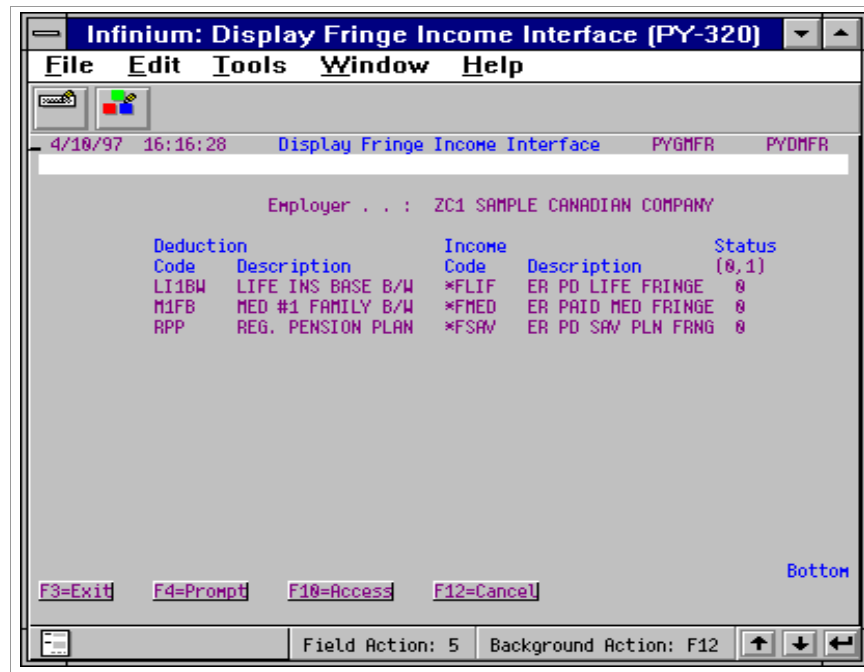 Infinium: Display Fringe Income Interface (PY-320)
File Edit Tools Window Help
4/10/97 16:16:28 Display Fringe Income Interface PYGMFR PYDMFR
Employer . . : ZC1 SAMPLE CANADIAN COMPANY
Deduction Income Status
Code Description Code Description (0,1)
LI1BW LIFE INS BASE B/W *FLIF ER PD LIFE FRINGE 0
M1FB MED #1 FAMILY B/W *FMED ER PAID MED FRINGE 0
RPP REG. PENSION PLAN *FSAV ER PD SAV PLN FRNG 0
Bottom
F3=Exit F4=Prompt F10=Access F12=Cancel
Field Action: 5 Background Action: F12